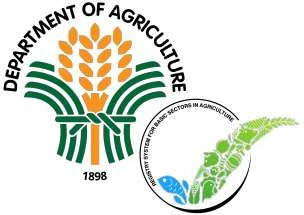 DEPARTMENT OF AGRICULTURE
1898
REGISTRY SYSTEM FOR BASIC SECTORS IN AGRICULTURE